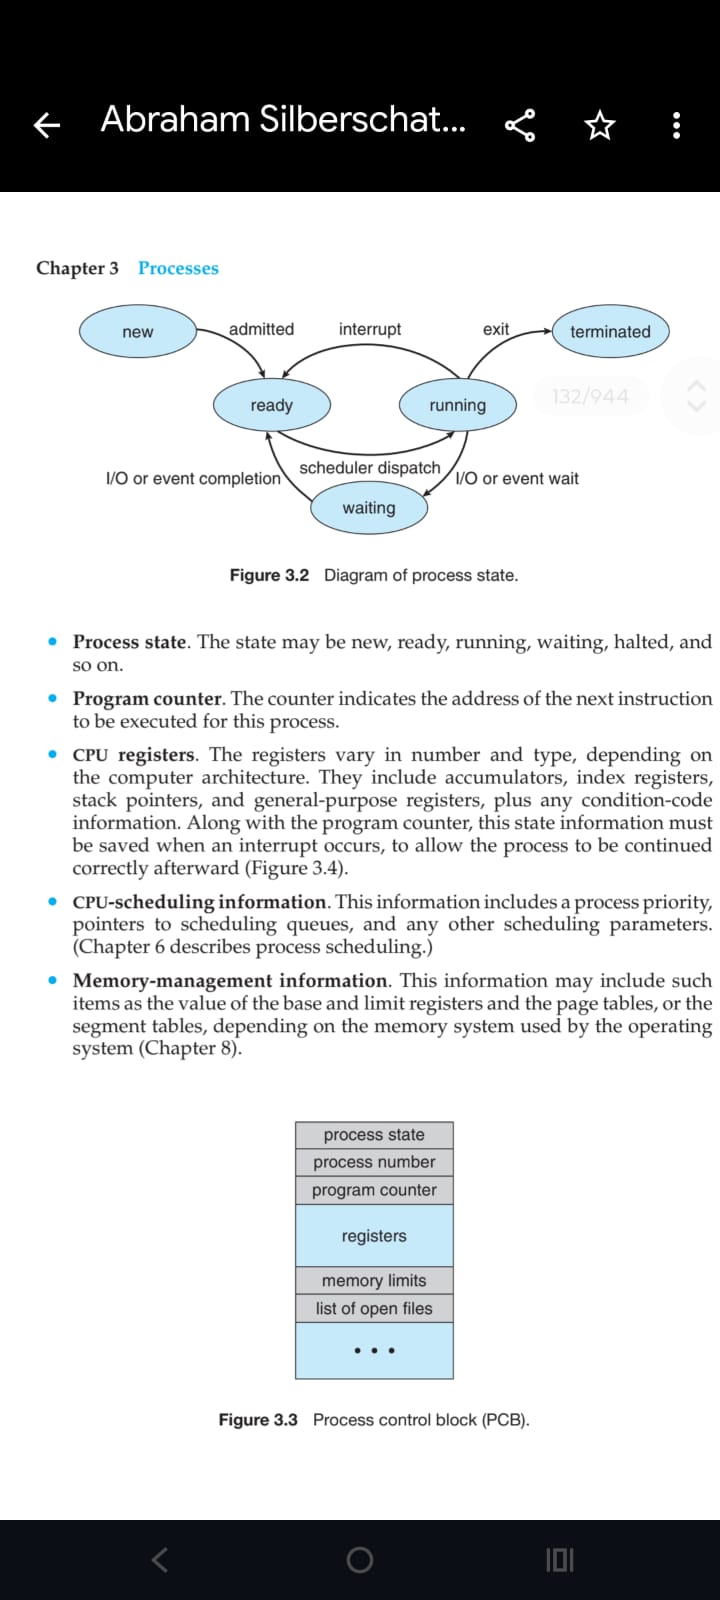 Abraham Silberschat...
Chapter 3 Processes
new
admitted
interrupt
exit
terminated
132/944
ready
running
scheduler dispatch
I/O or event completion
I/O or event wait
waiting
Figure 3.2 Diagram of process state.
• Process state. The state may be new, ready, running, waiting, halted, and
so on.
• Program counter. The counter indicates the address of the next instruction
to be executed for this process.
• CPU registers. The registers vary in number and type, depending on
the computer architecture. They include accumulators, index registers,
stack pointers, and general-purpose registers, plus any condition-code
information. Along with the program counter, this state information must
be saved when an interrupt occurs, to allow the process to be continued
correctly afterward (Figure 3.4).
• CPU-scheduling information. This information includes a process priority,
pointers to scheduling queues, and any other scheduling parameters.
(Chapter 6 describes process scheduling.)
• Memory-management information. This information may include such
items as the value of the base and limit registers and the page tables, or the
segment tables, depending on the memory system used by the operating
system (Chapter 8).
process state
process number
program counter
registers
memory limits
list of open files
• • •
Figure 3.3 Process control block (PCB).